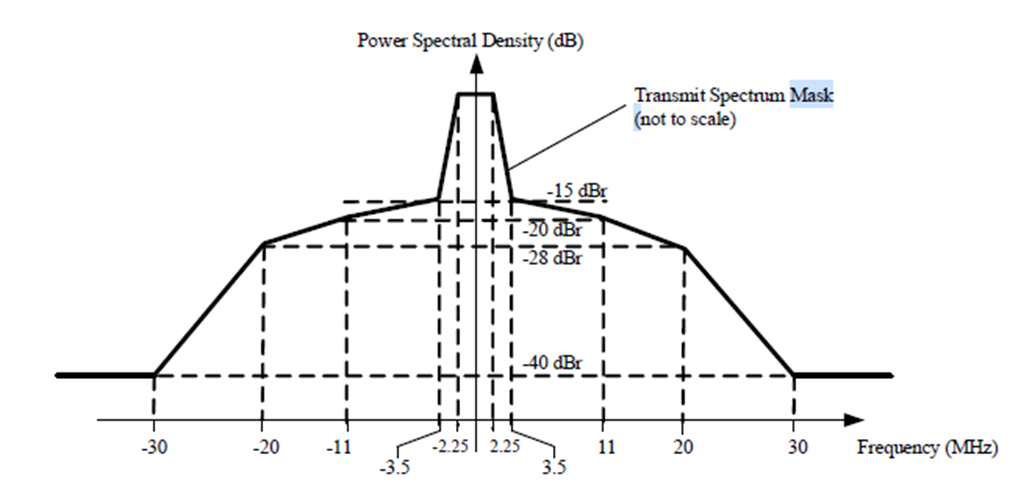 Power Spectral Density (dB)
Transmit Spectrum Mask
(not to scale)
-15 dBr
-20 dBr
-28 dBr
-40 dBr
-30
-20
-11
-2.25
2.25
11
20
30
Frequency (MHz)
-3.5
3.5